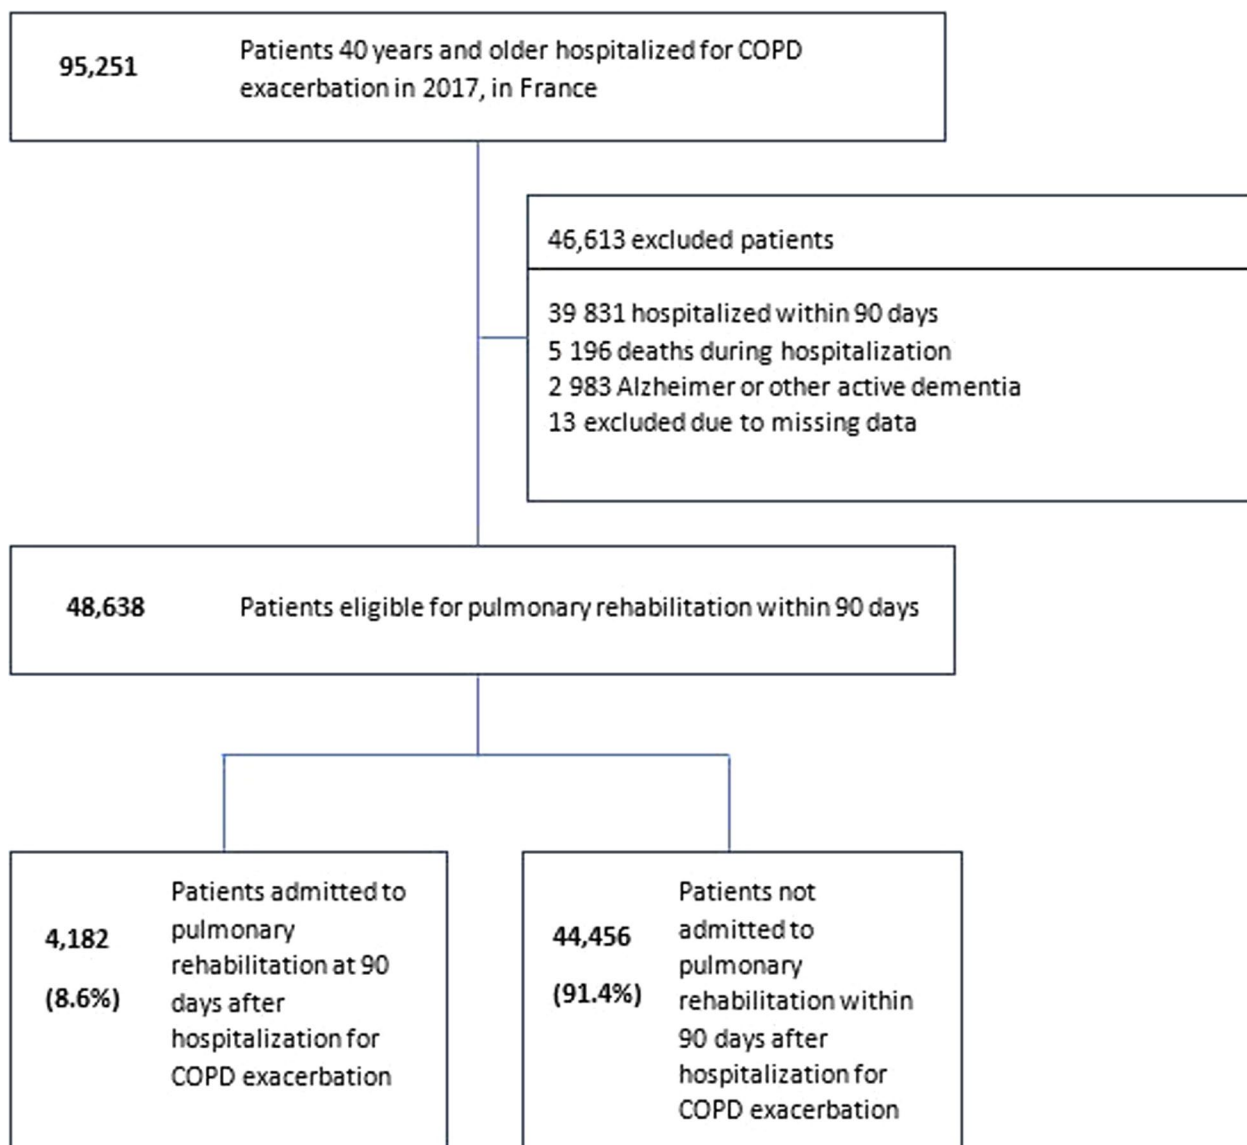 95,251
Patients 40 years and older hospitalized for COPD
exacerbation in 2017, in France
46,613 excluded patients
39 831 hospitalized within 90 days
5 196 deaths during hospitalization
2 983 Alzheimer or other active dementia
13 excluded due to missing data
48,638
Patients eligible for pulmonary rehabilitation within 90 days
4,182
(8.6%)
Patients admitted to
pulmonary
rehabilitation at 90
days after
hospitalization for
COPD exacerbation
44,456
(91.4%)
Patients not
admitted to
pulmonary
rehabilitation within
90 days after
hospitalization for
COPD exacerbation